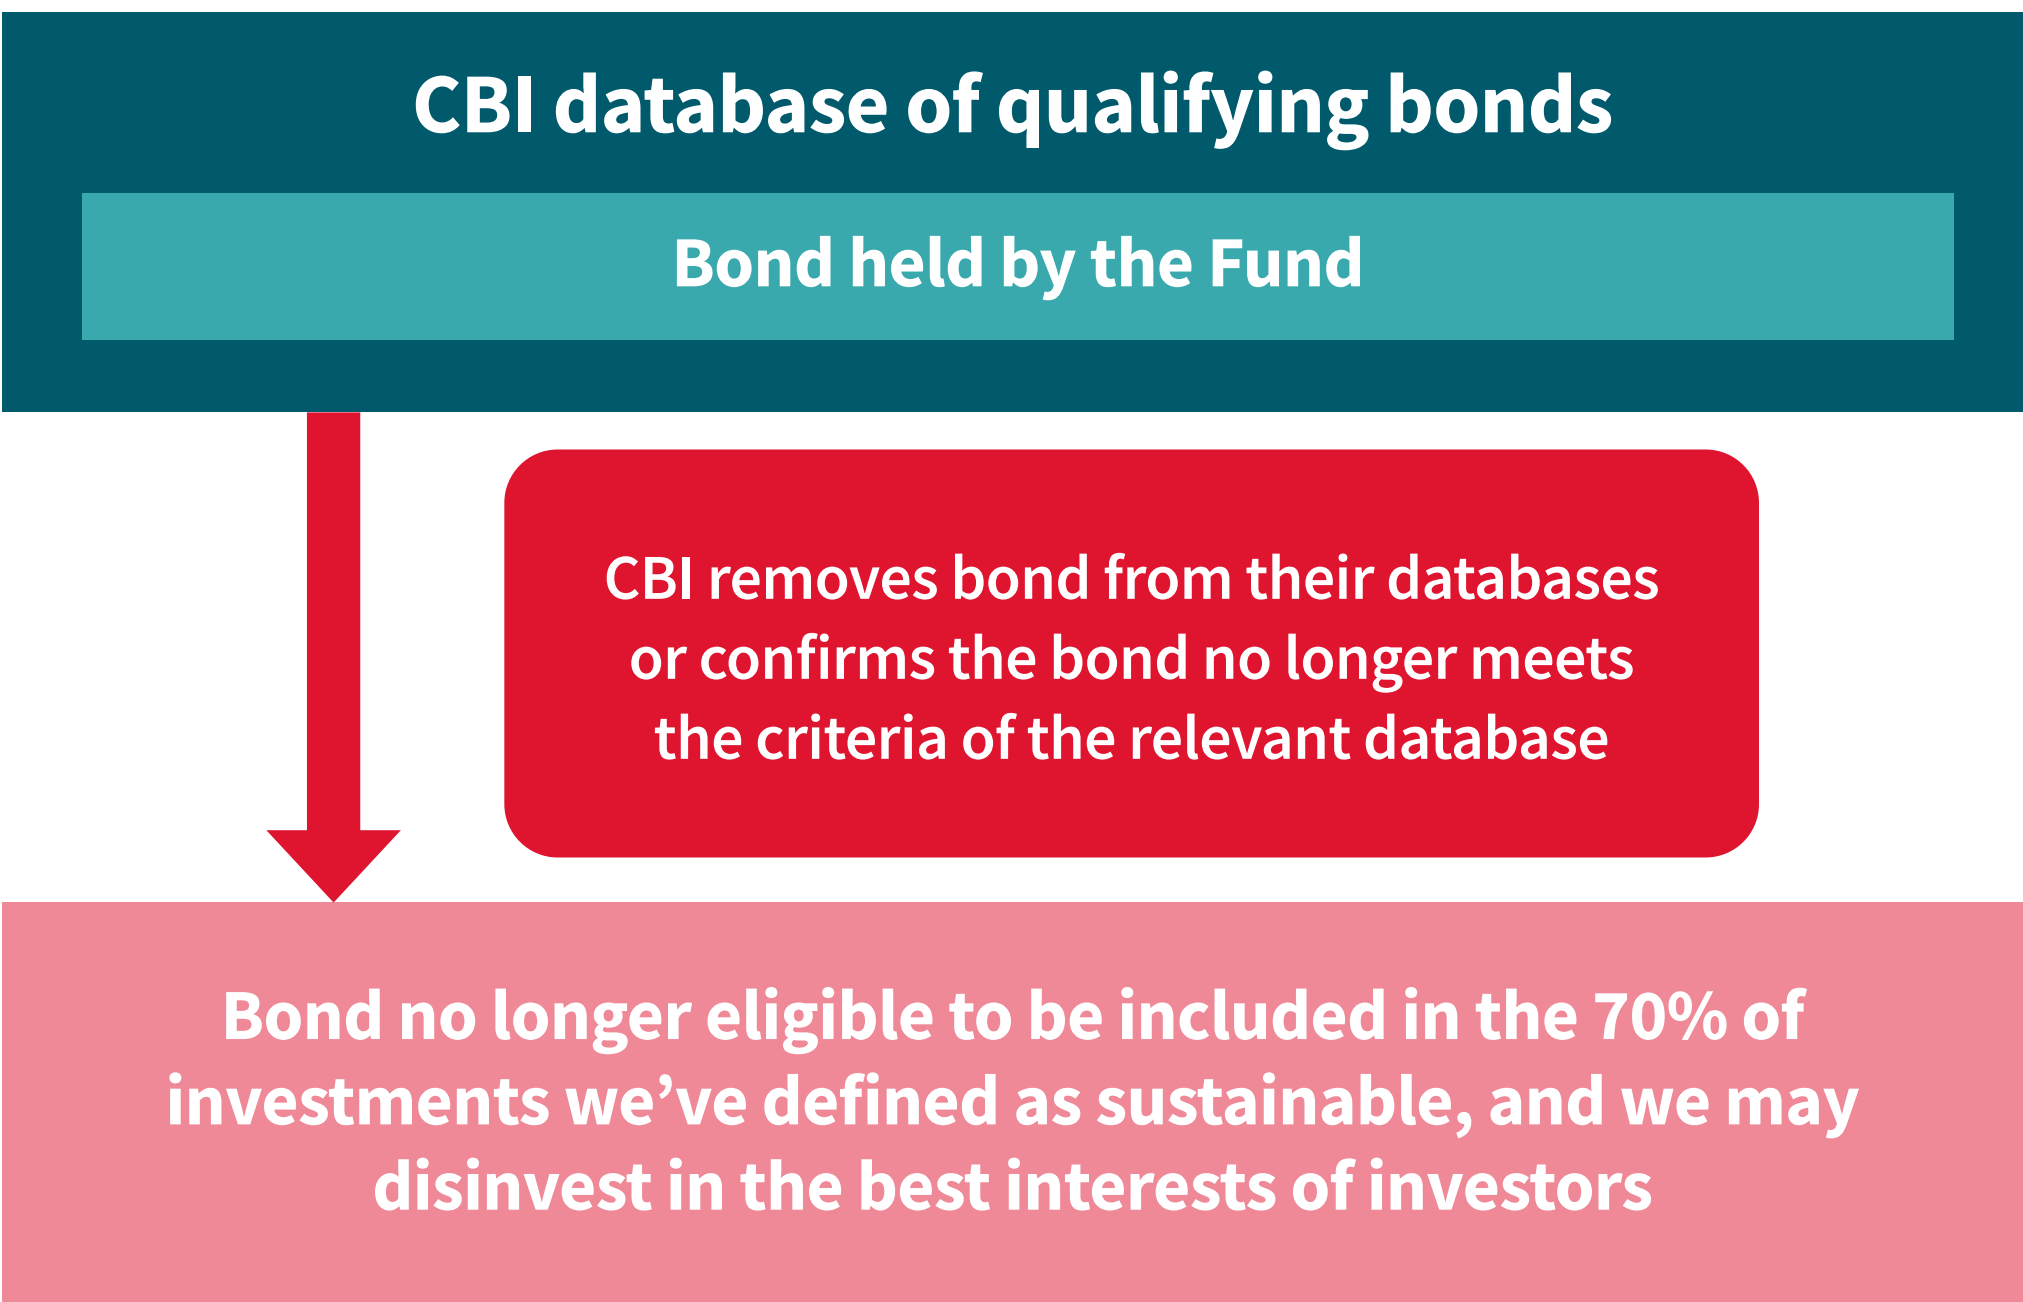 CBI database of qualifying bonds
Bond held by the Fund
CBI removes bond from their databases
or confirms the bond no longer meets
the criteria of the relevant database
Bond no longer eligible to be included in the 70% of
investments we’ve defined as sustainable, and we may
disinvest in the best interests of investors